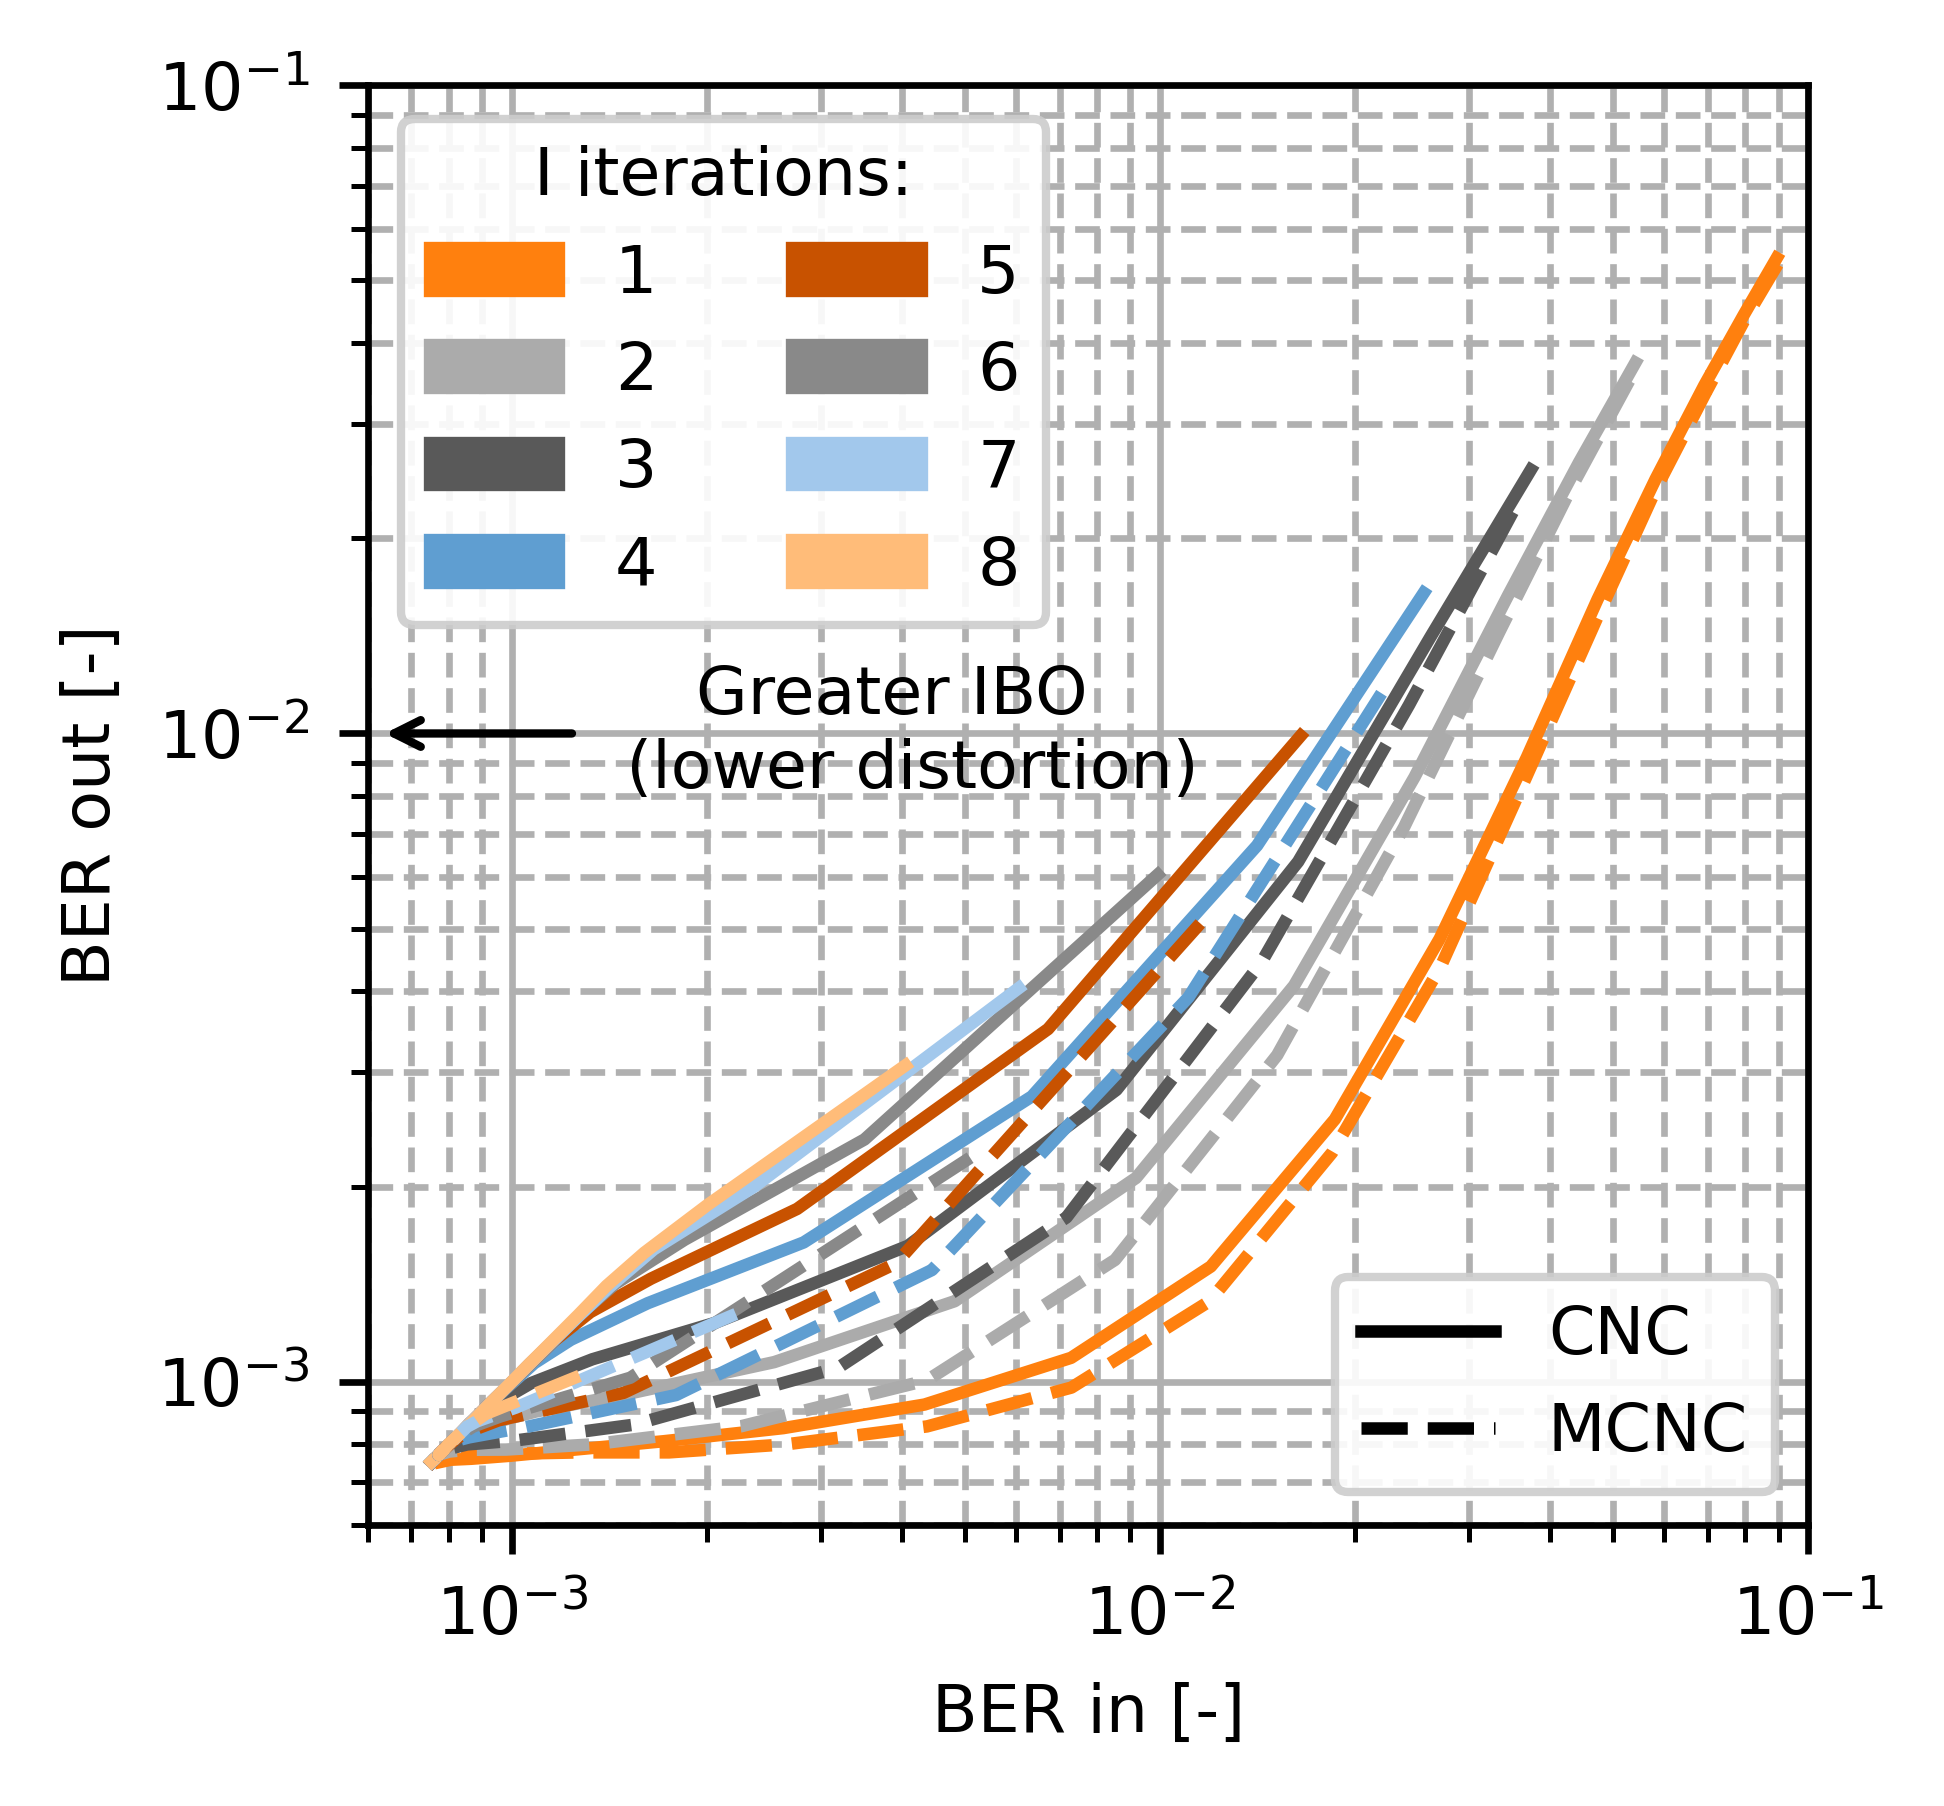 10⁻¹
I iterations:
1 5
2 6
3 7
4 8
Greater IBO
(lower distortion)
10⁻²
BER out [-]
10⁻³
CNC
MCNC
10⁻³ 10⁻² 10⁻¹
BER in [-]